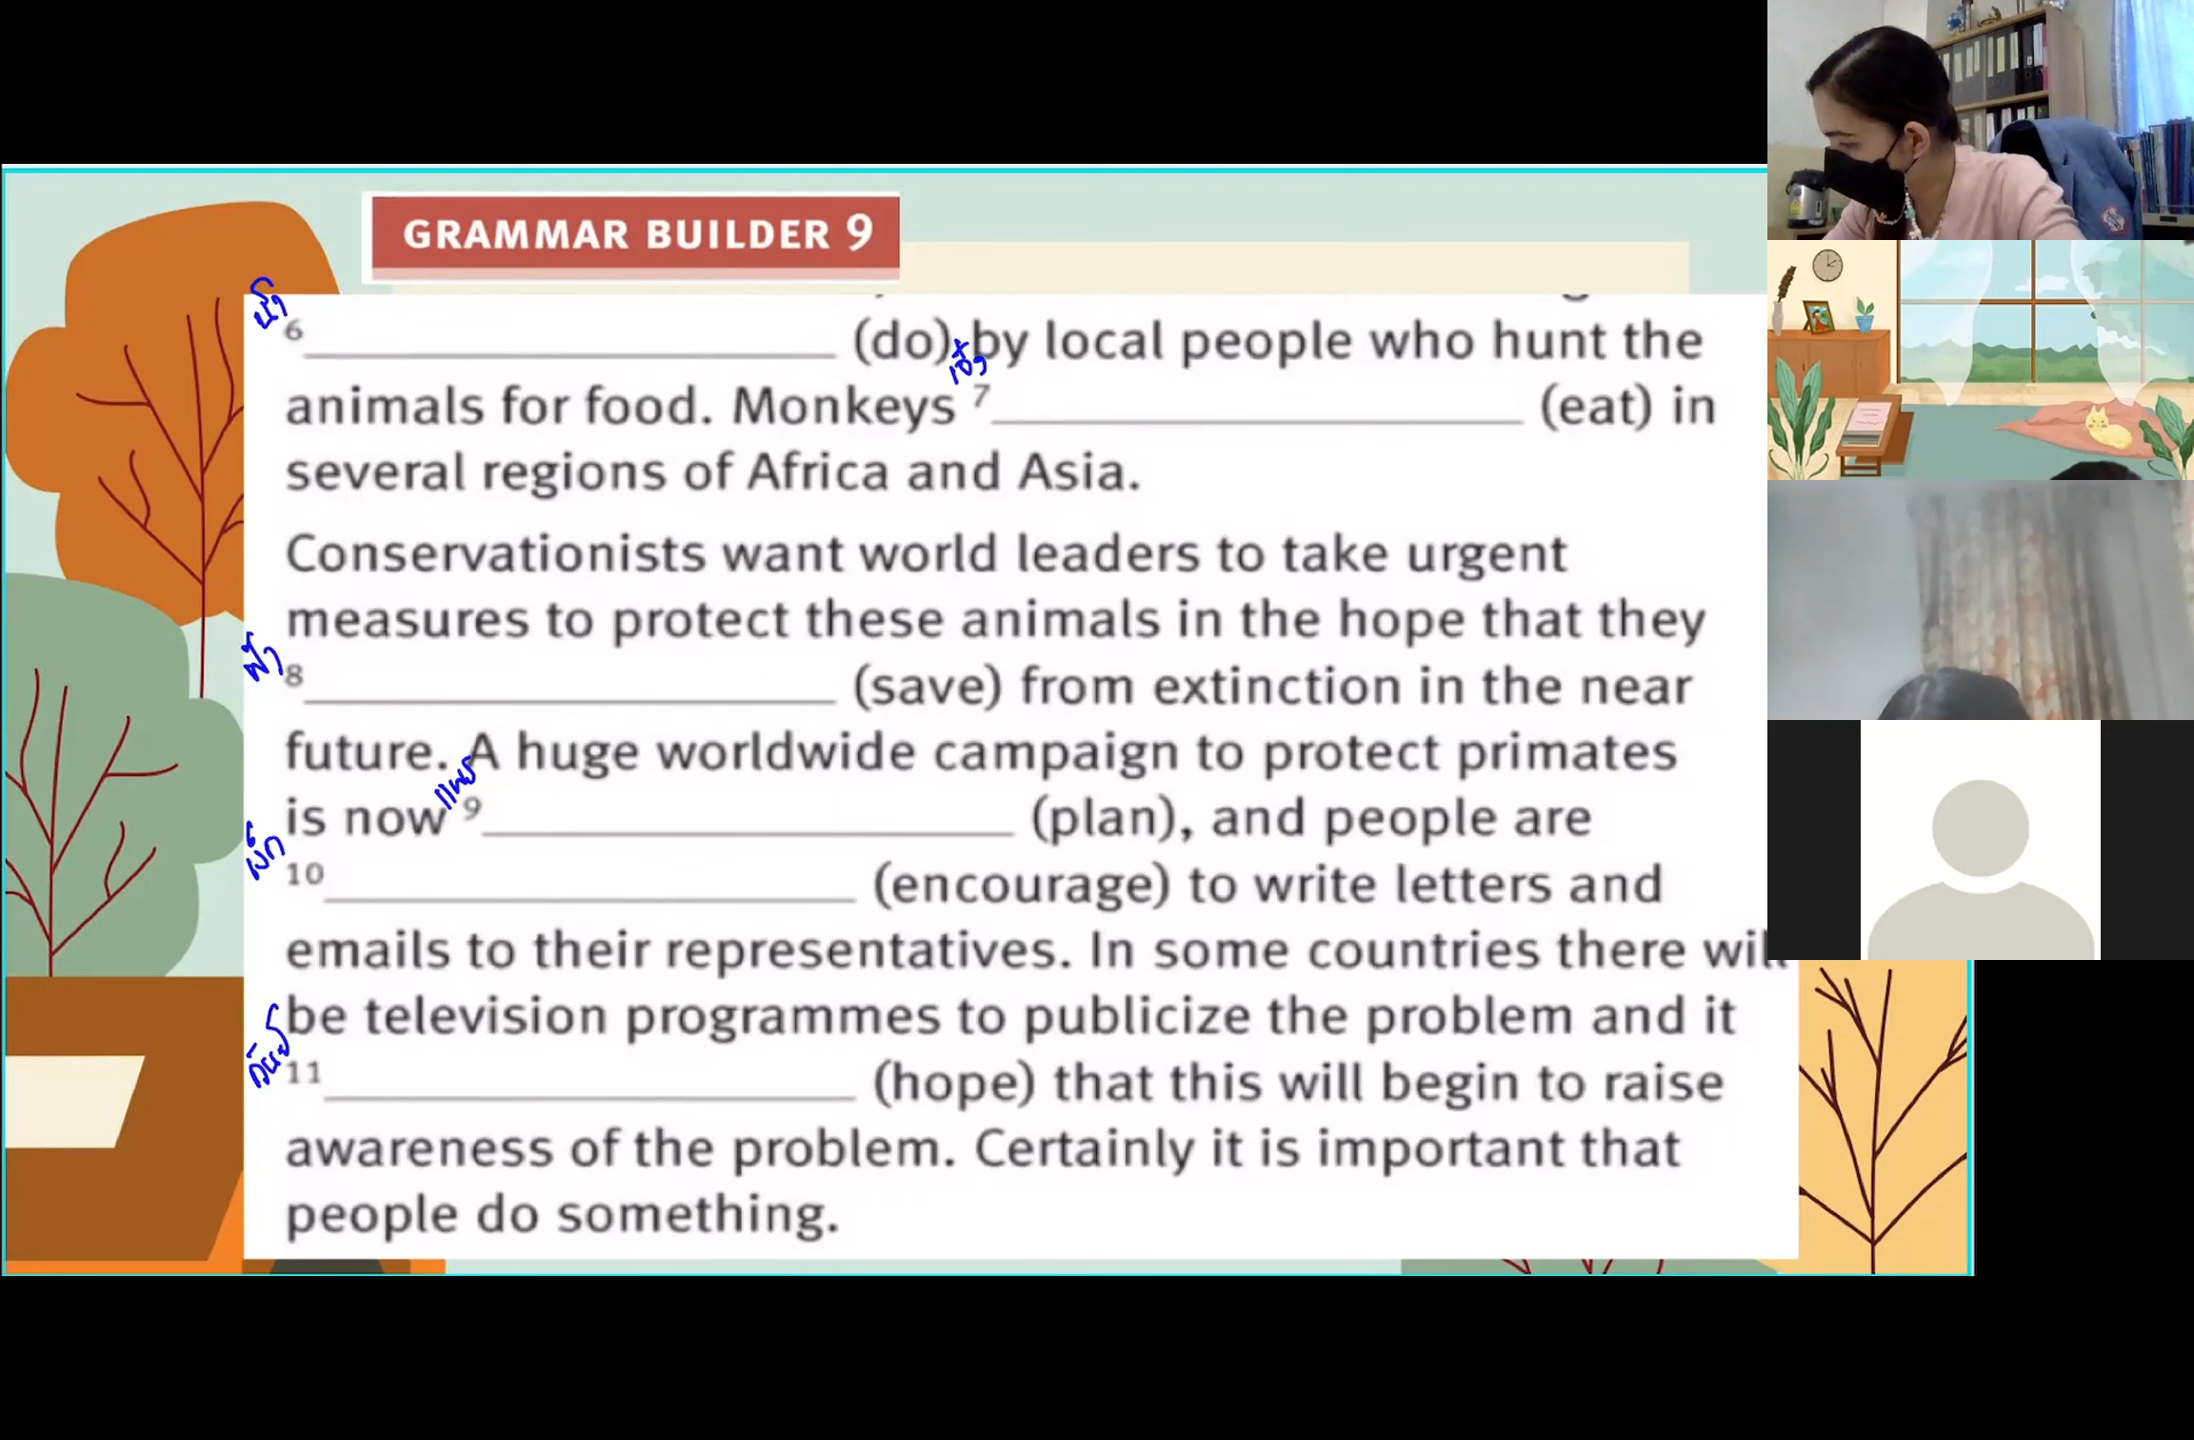 GRAMMAR BUILDER 9
6 ____________________ (do), by local people who hunt the
animals for food. Monkeys 7 ____________________ (eat) in
several regions of Africa and Asia.
Conservationists want world leaders to take urgent
measures to protect these animals in the hope that they
8 ____________________ (save) from extinction in the near
future. A huge worldwide campaign to protect primates
is now 9 ____________________ (plan), and people are
10 ____________________ (encourage) to write letters and
emails to their representatives. In some countries there will
be television programmes to publicize the problem and it
11 ____________________ (hope) that this will begin to raise
awareness of the problem. Certainly it is important that
people do something.